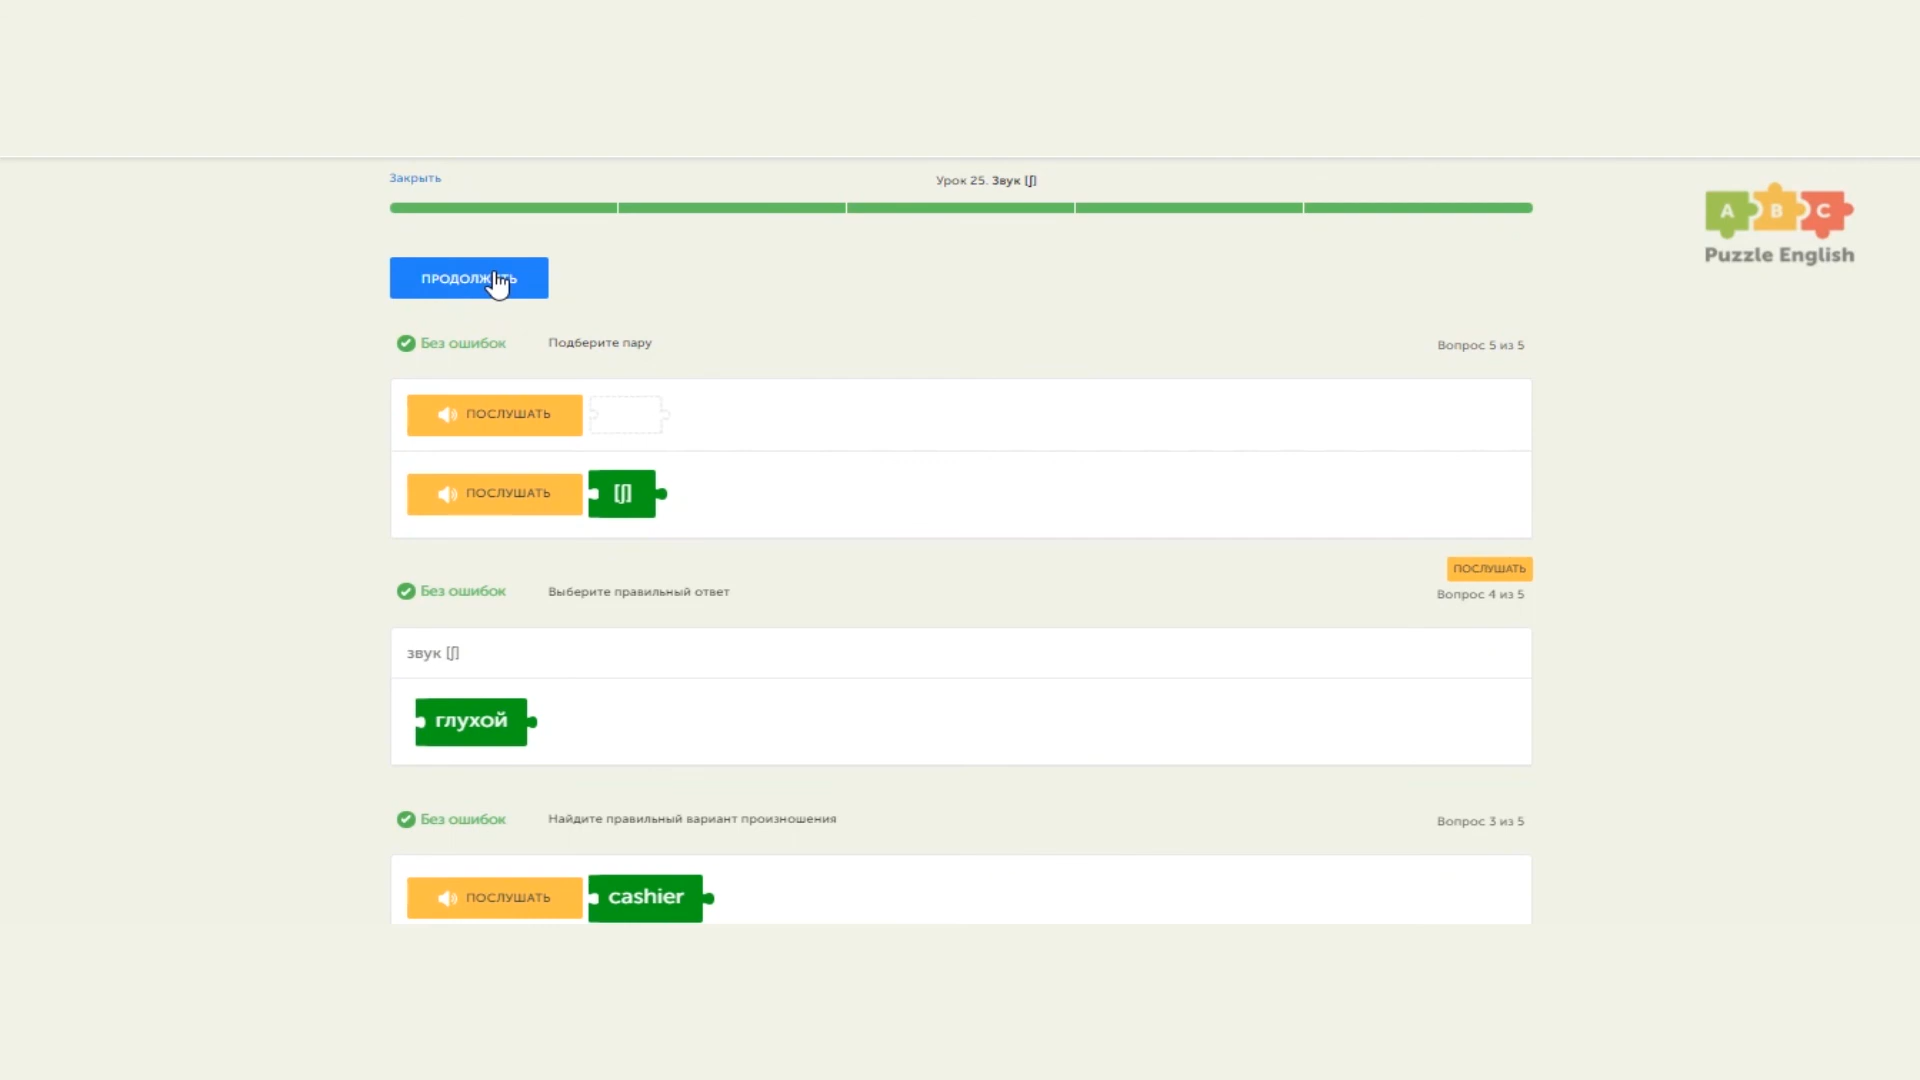 Закрыть
Урок 25. Звук [ʃ]
A B C
Puzzle English
ПРОДОЛЖИТЬ
Без ошибок
Подберите пару
Вопрос 5 из 5
ПОСЛУШАТЬ
ПОСЛУШАТЬ
[ʃ]
ПОСЛУШАТЬ
Без ошибок
Выберите правильный ответ
Вопрос 4 из 5
звук [ʃ]
глухой
Без ошибок
Найдите правильный вариант произношения
Вопрос 3 из 5
ПОСЛУШАТЬ
cashier